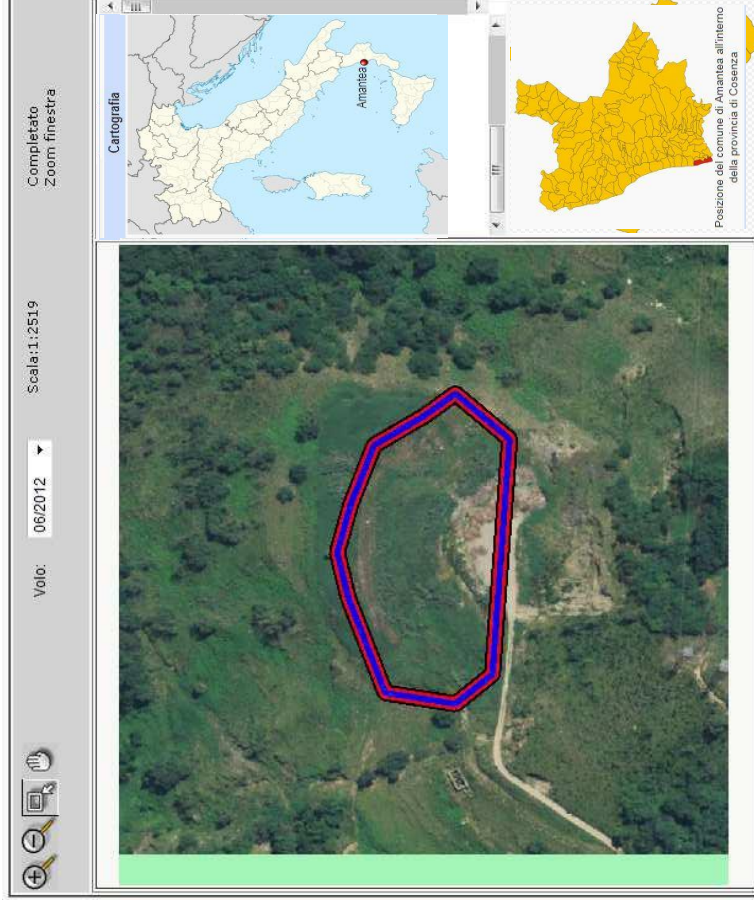 Volo:
06/2012
Scala:1:2519
Completato
Zoom finestra
Cartografia
Amantea
Posizione del comune di Amantea all'interno
della provincia di Cosenza